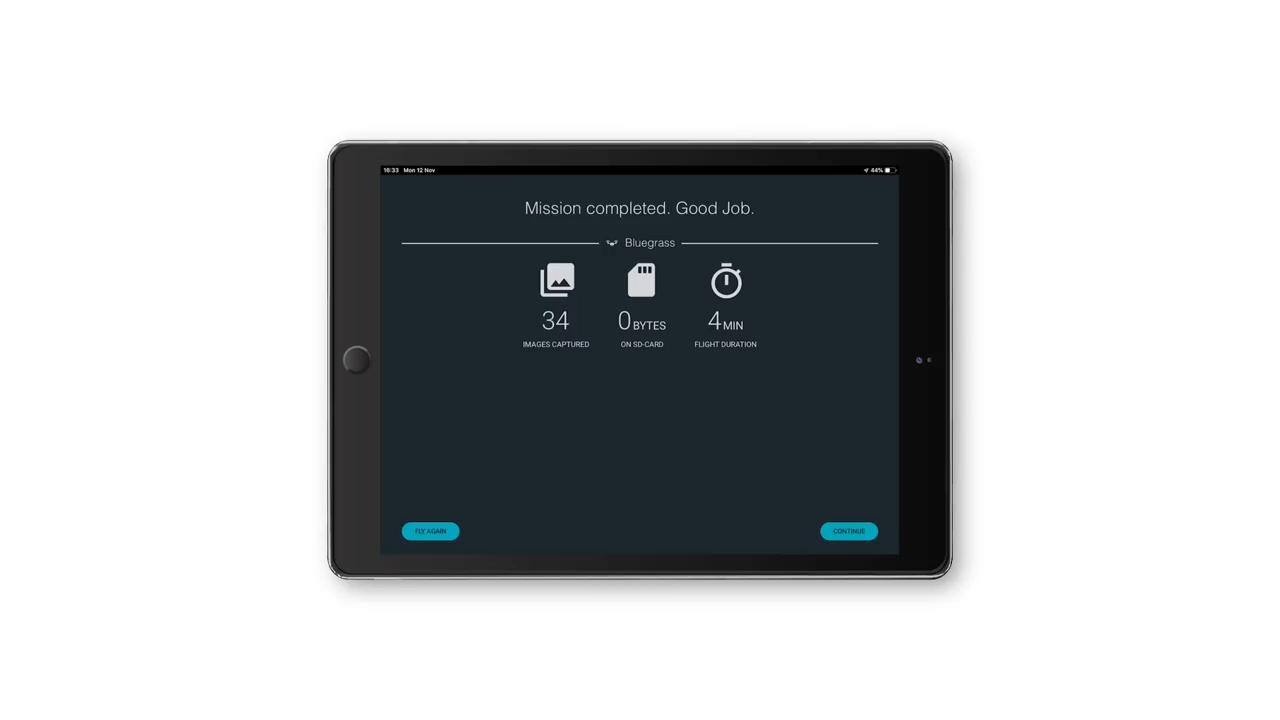 16:33 Mon 12 Nov 44%
Mission completed. Good Job.
Bluegrass
34 0 BYTES 4 MIN
IMAGES CAPTURED ON SD-CARD FLIGHT DURATION
FLY AGAIN CONTINUE